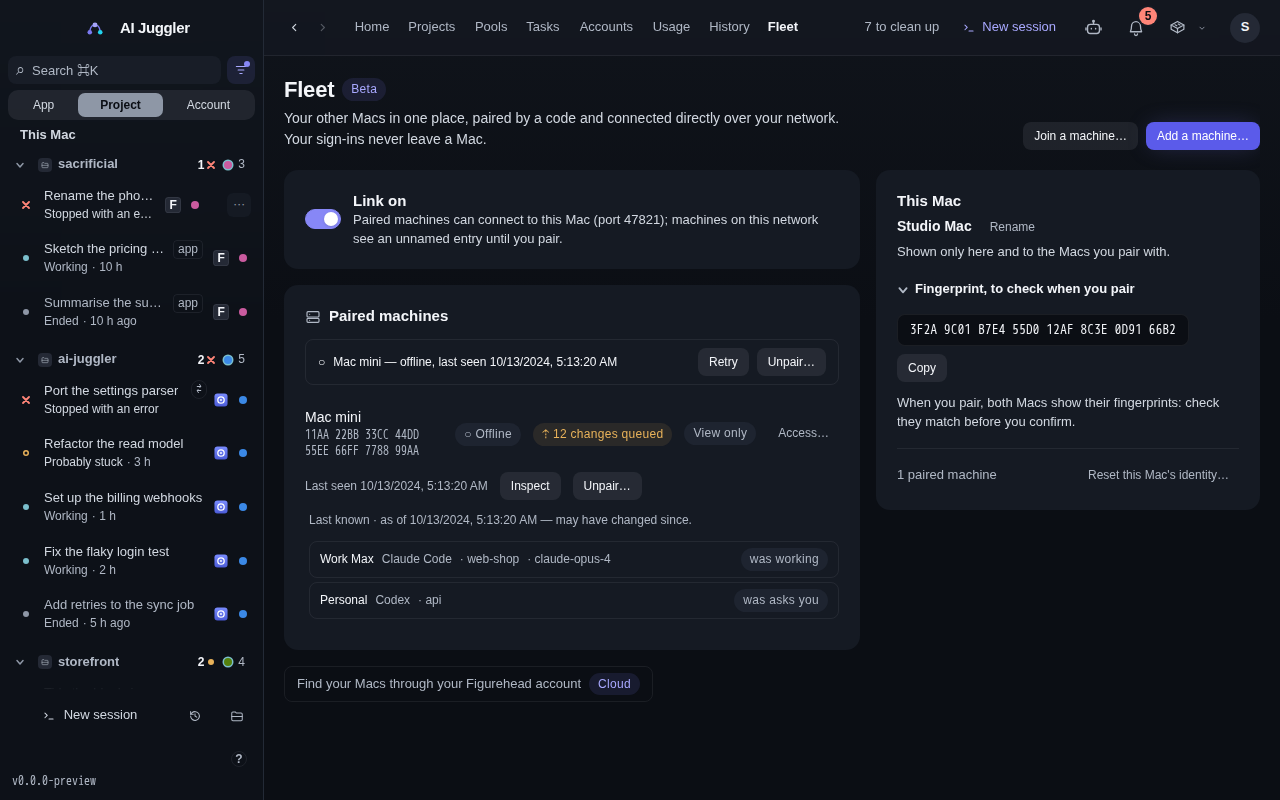 AI Juggler
Search ⌘K
App Project Account
This Mac
sacrificial 1 3
Rename the pho… F
Stopped with an e…
Sketch the pricing … app F
Working · 10 h
Summarise the su… app F
Ended · 10 h ago
ai-juggler 2 5
Port the settings parser
Stopped with an error
Refactor the read model
Probably stuck · 3 h
Set up the billing webhooks
Working · 1 h
Fix the flaky login test
Working · 2 h
Add retries to the sync job
Ended · 5 h ago
storefront 2 4
New session
?
v0.0.0-preview
Home Projects Pools Tasks Accounts Usage History Fleet 7 to clean up New session 5 S
Fleet Beta
Your other Macs in one place, paired by a code and connected directly over your network.
Your sign-ins never leave a Mac.
Join a machine… Add a machine…
Link on
Paired machines can connect to this Mac (port 47821); machines on this network
see an unnamed entry until you pair.
Paired machines
○ Mac mini — offline, last seen 10/13/2024, 5:13:20 AM Retry Unpair…
Mac mini
11AA 22BB 33CC 44DD
55EE 66FF 7788 99AA
○ Offline ↑ 12 changes queued View only Access…
Last seen 10/13/2024, 5:13:20 AM Inspect Unpair…
Last known · as of 10/13/2024, 5:13:20 AM — may have changed since.
Work Max Claude Code · web-shop · claude-opus-4 was working
Personal Codex · api was asks you
Find your Macs through your Figurehead account Cloud
This Mac
Studio Mac Rename
Shown only here and to the Macs you pair with.
Fingerprint, to check when you pair
3F2A 9C01 B7E4 55D0 12AF 8C3E 0D91 66B2
Copy
When you pair, both Macs show their fingerprints: check
they match before you confirm.
1 paired machine Reset this Mac's identity…